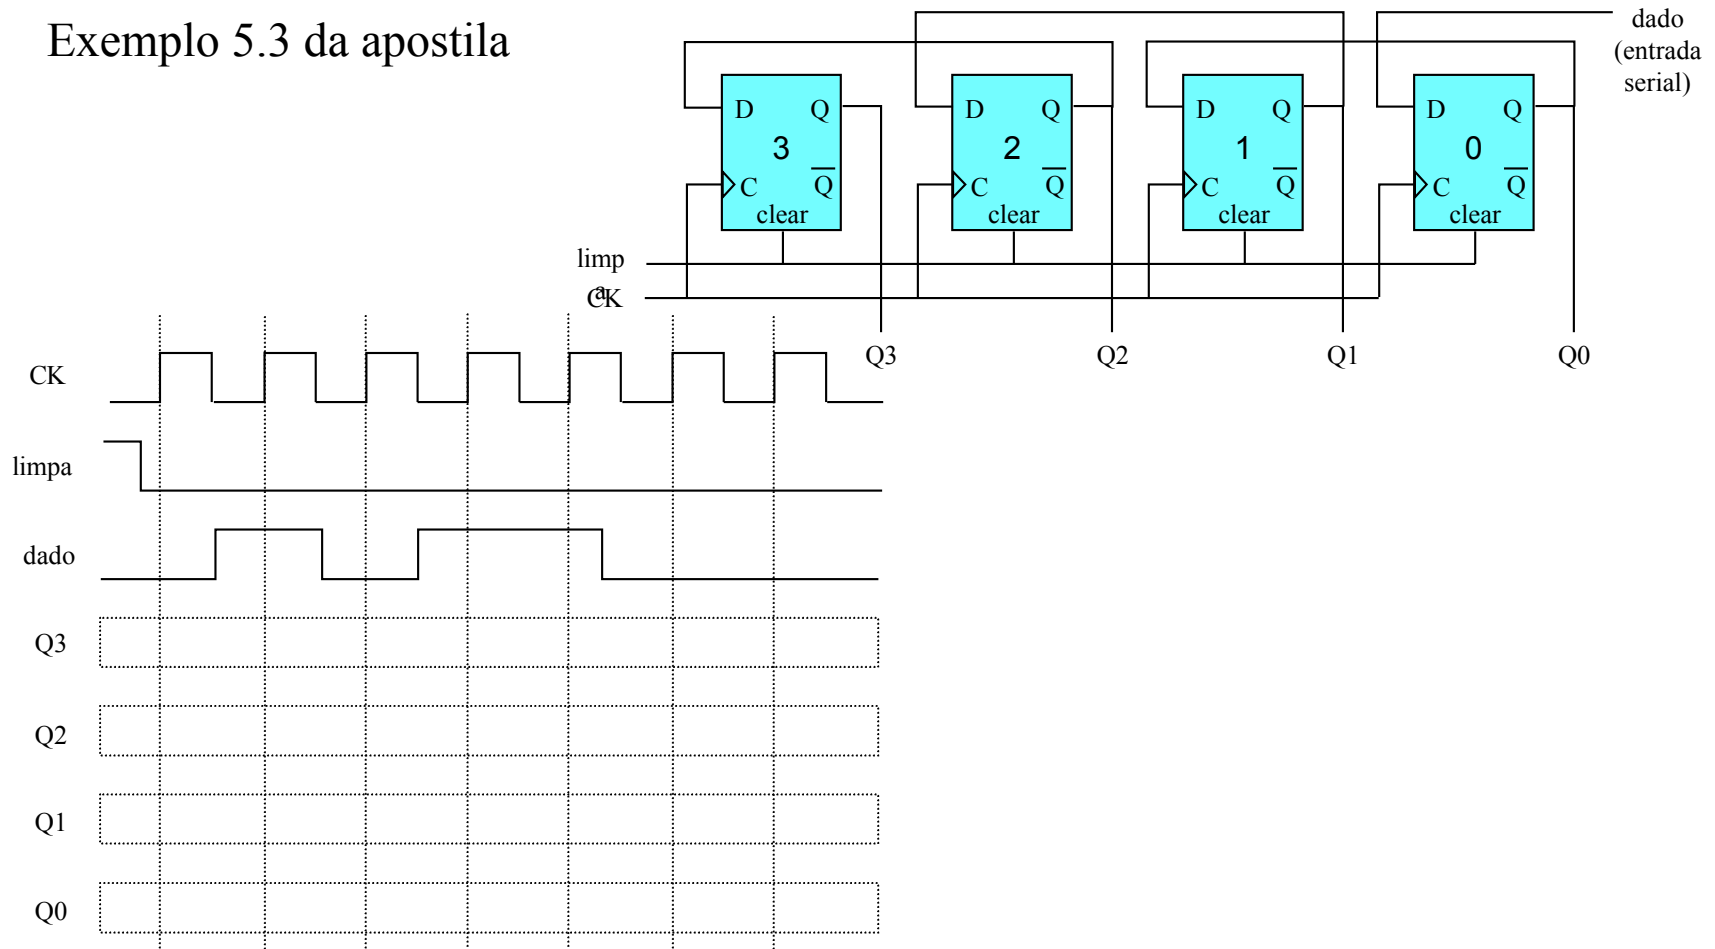 Exemplo 5.3 da apostila
dado
(entrada
serial)
D Q
3
C Q
clear
D Q
2
C Q
clear
D Q
1
C Q
clear
D Q
0
C Q
clear
limp
a
CK
Q3 Q2 Q1 Q0
CK
limpa
dado
Q3
Q2
Q1
Q0